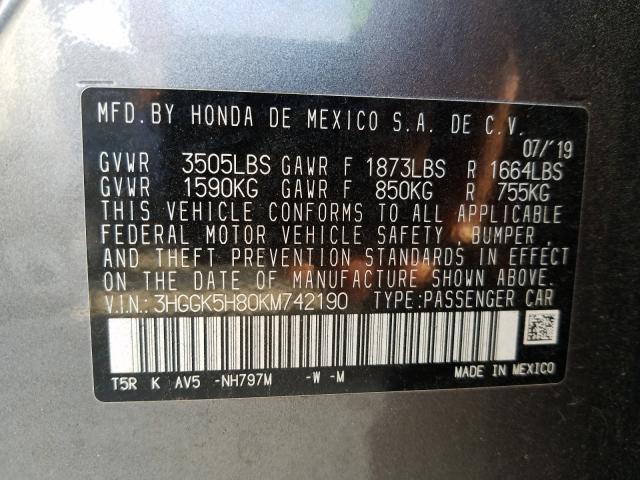 MFD.BY HONDA DE MEXICO S.A. DE C.V.
07/'19
GVWR 3505LBS GAWR F 1873LBS R 1664LBS
GVWR 1590KG GAWR F 850KG R 755KG
THIS VEHICLE CONFORMS TO ALL APPLICABLE
FEDERAL MOTOR VEHICLE SAFETY , BUMPER ,
AND THEFT PREVENTION STANDARDS IN EFFECT
ON THE DATE OF MANUFACTURE SHOWN ABOVE.
V.I.N.: 3HGGK5H80KM742190 TYPE:PASSENGER CAR
T5R K AV5 -NH797M -W -M MADE IN MEXICO